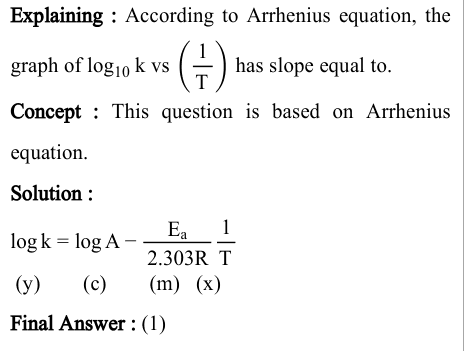 Explaining : According to Arrhenius equation, the
graph of log₁₀ k vs (1/T) has slope equal to.
Concept : This question is based on Arrhenius
equation.
Solution :
log k = log A − Eₐ/2.303R 1/T
(y) (c) (m) (x)
Final Answer : (1)